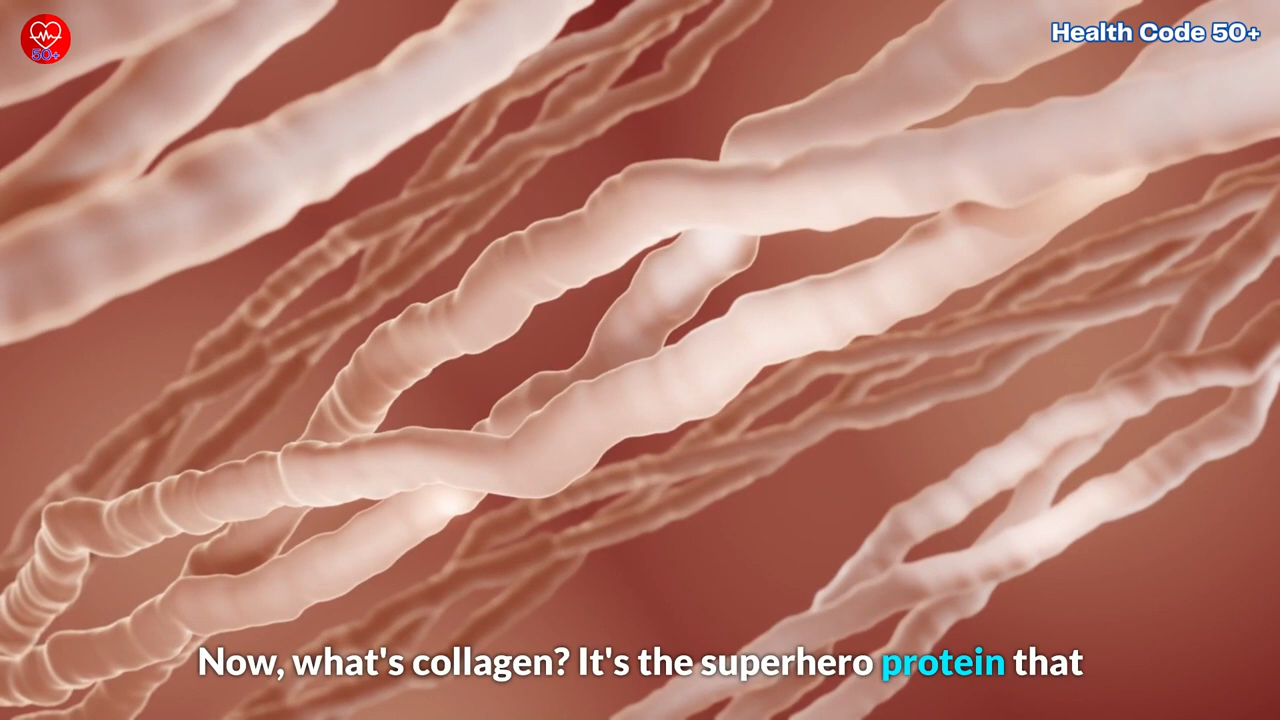 50+
Health Code 50+
Now, what's collagen? It's the superhero protein that